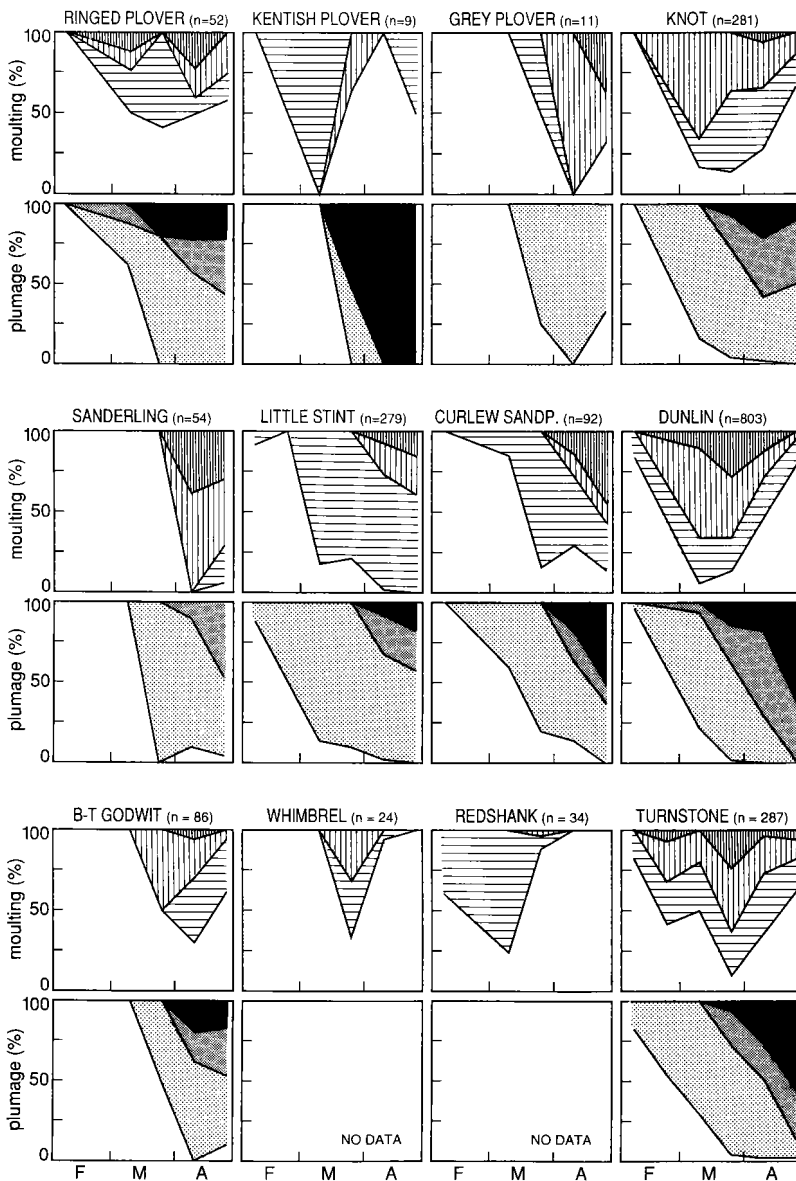 RINGED PLOVER (n=52) KENTISH PLOVER (n=9) GREY PLOVER (n=11) KNOT (n=281)
moulting (%)
100
50
0
plumage (%)
100
50
0
SANDERLING (n=54) LITTLE STINT (n=279) CURLEW SANDP. (n=92) DUNLIN (n=803)
moulting (%)
100
50
0
plumage (%)
100
50
0
B-T GODWIT (n = 86) WHIMBREL (n = 24) REDSHANK (n = 34) TURNSTONE (n = 287)
moulting (%)
100
50
0
plumage (%)
100
50
0
NO DATA NO DATA
F M A F M A F M A F M A